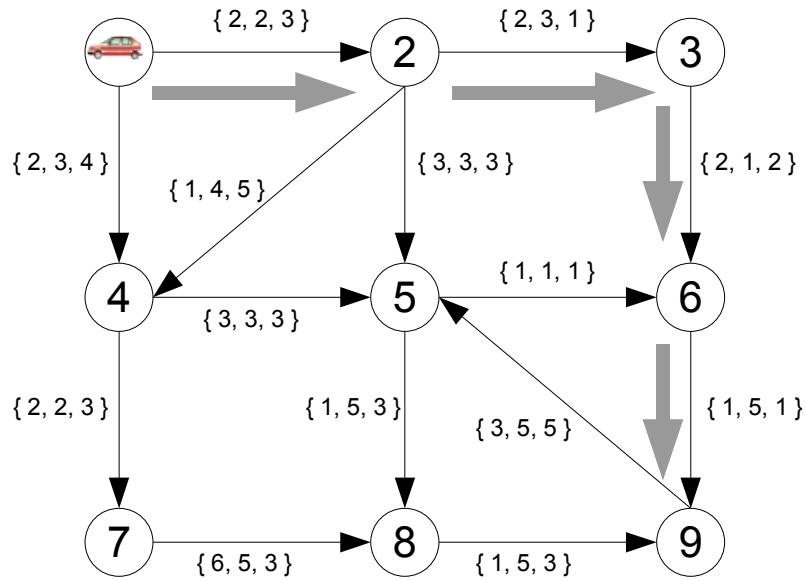 { 2, 2, 3 }
{ 2, 3, 1 }
2
3
{ 2, 3, 4 }
{ 1, 4, 5 }
{ 3, 3, 3 }
{ 2, 1, 2 }
4
5
6
{ 1, 1, 1 }
{ 3, 3, 3 }
{ 2, 2, 3 }
{ 1, 5, 3 }
{ 3, 5, 5 }
{ 1, 5, 1 }
7
8
9
{ 6, 5, 3 }
{ 1, 5, 3 }